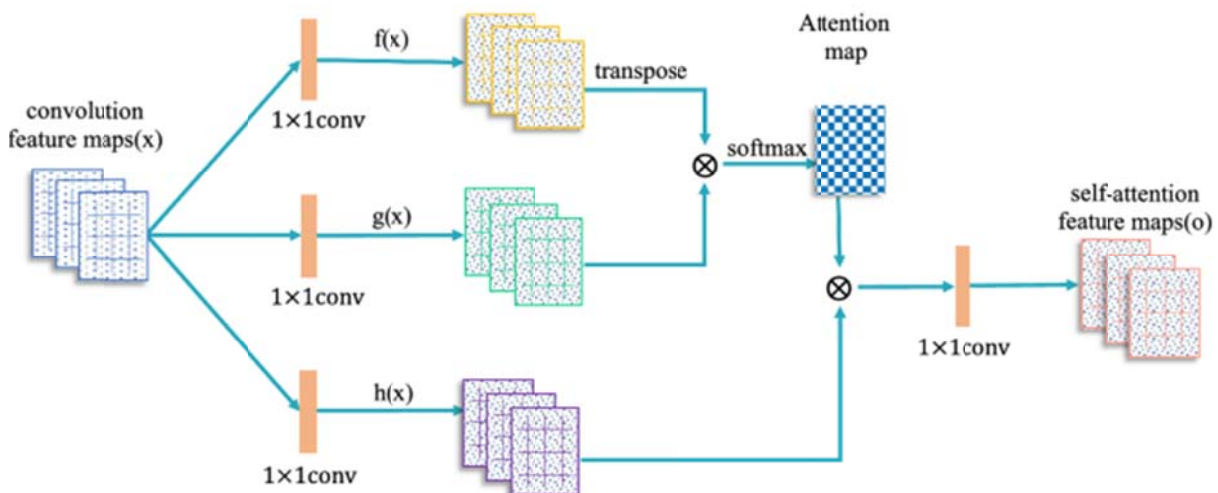 convolution
feature maps(x)
1×1conv
f(x)
transpose
1×1conv
g(x)
softmax
Attention
map
1×1conv
h(x)
1×1conv
self-attention
feature maps(o)